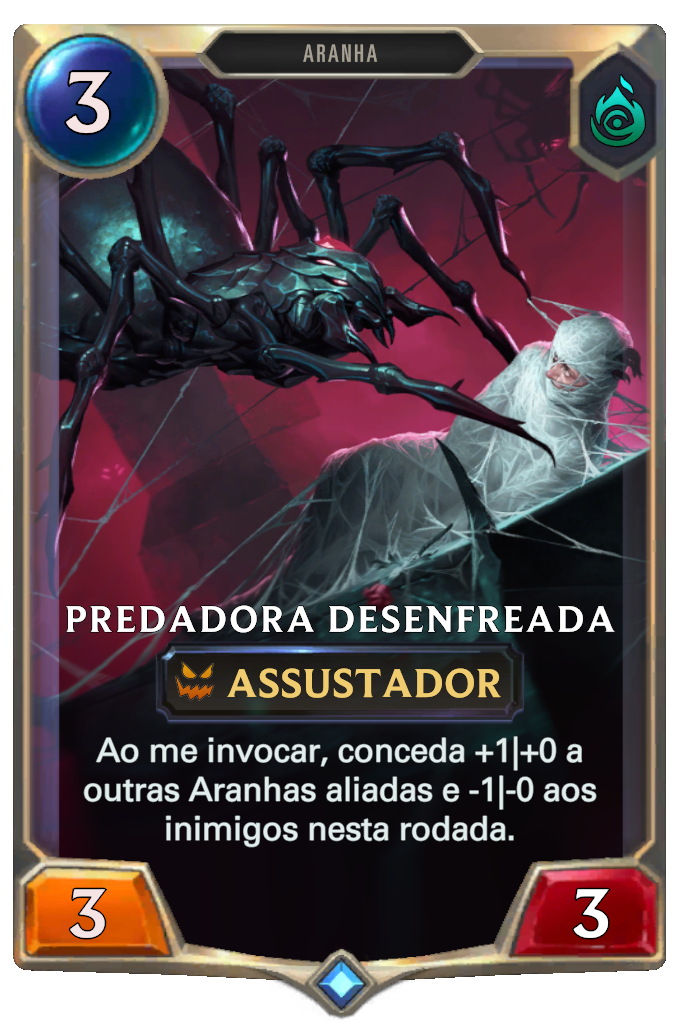 ARANHA
3
PREDADORA DESENFREADA
ASSUSTADOR
Ao me invocar, conceda +1|+0 a
outras Aranhas aliadas e -1|-0 aos
inimigos nesta rodada.
3
3